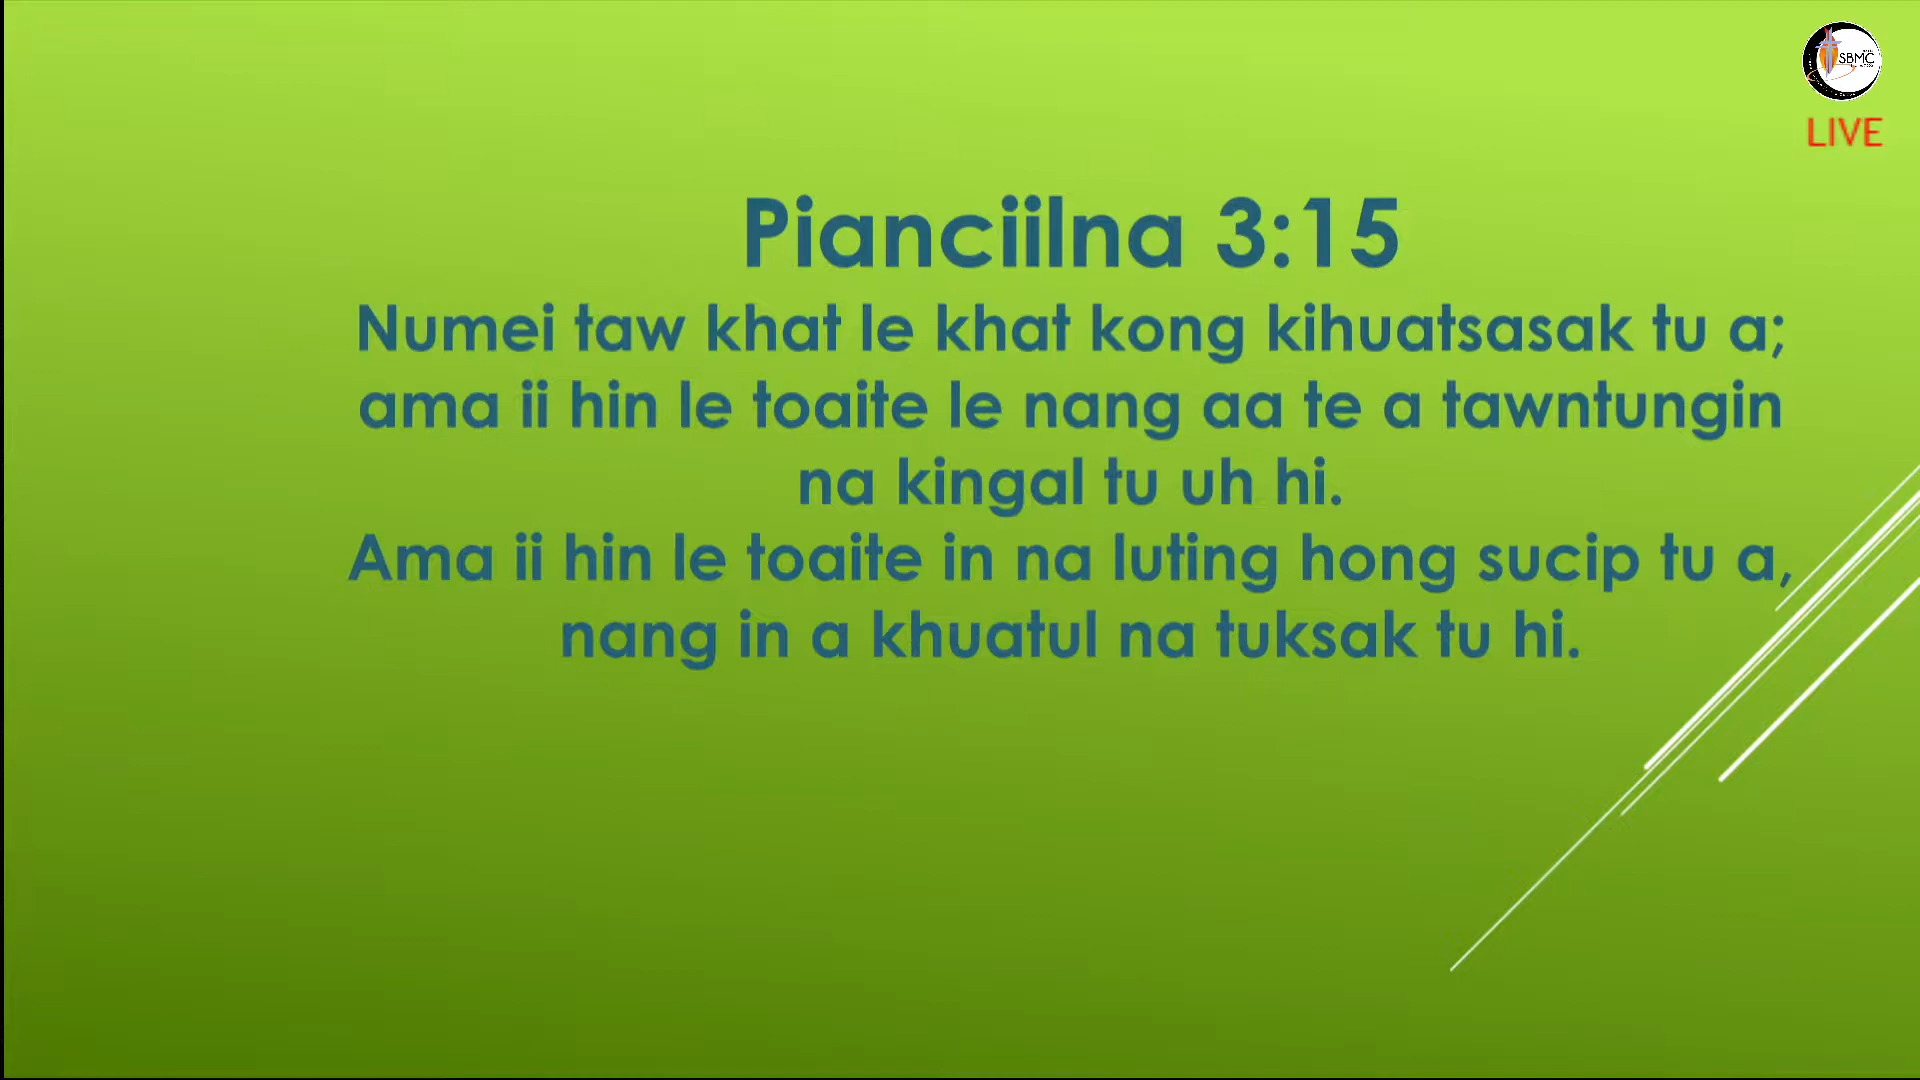 SBMC
LIVE
Pianciilna 3:15
Numei taw khat le khat kong kihuatsasak tu a;
ama ii hin le toaite le nang aa te a tawntungin
na kingal tu uh hi.
Ama ii hin le toaite in na luting hong sucip tu a,
nang in a khuatul na tuksak tu hi.